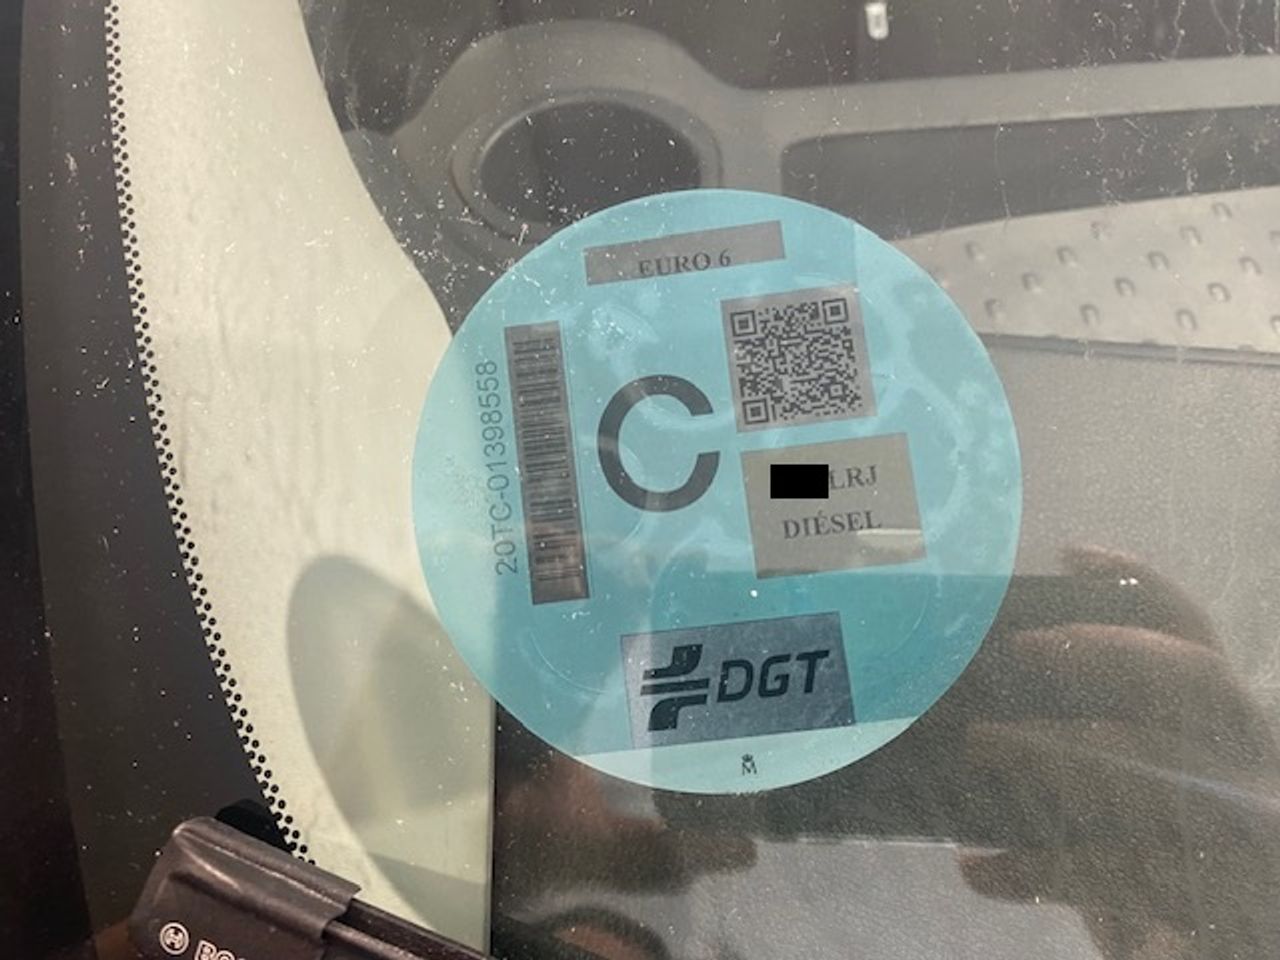 EURO 6
20TC-01398558
C
LRJ
DIÉSEL
DGT
M